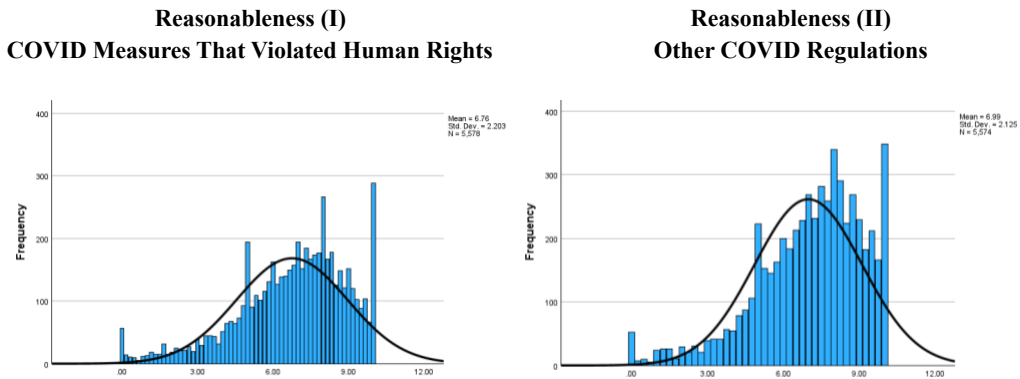 Reasonableness (I)
COVID Measures That Violated Human Rights
Mean = 6.76
Std. Dev. = 2.203
N = 5,578
Frequency
400
300
200
100
0
.00
3.00
6.00
9.00
12.00
Reasonableness (II)
Other COVID Regulations
Mean = 6.99
Std. Dev. = 2.125
N = 5,574
Frequency
400
300
200
100
0
.00
3.00
6.00
9.00
12.00